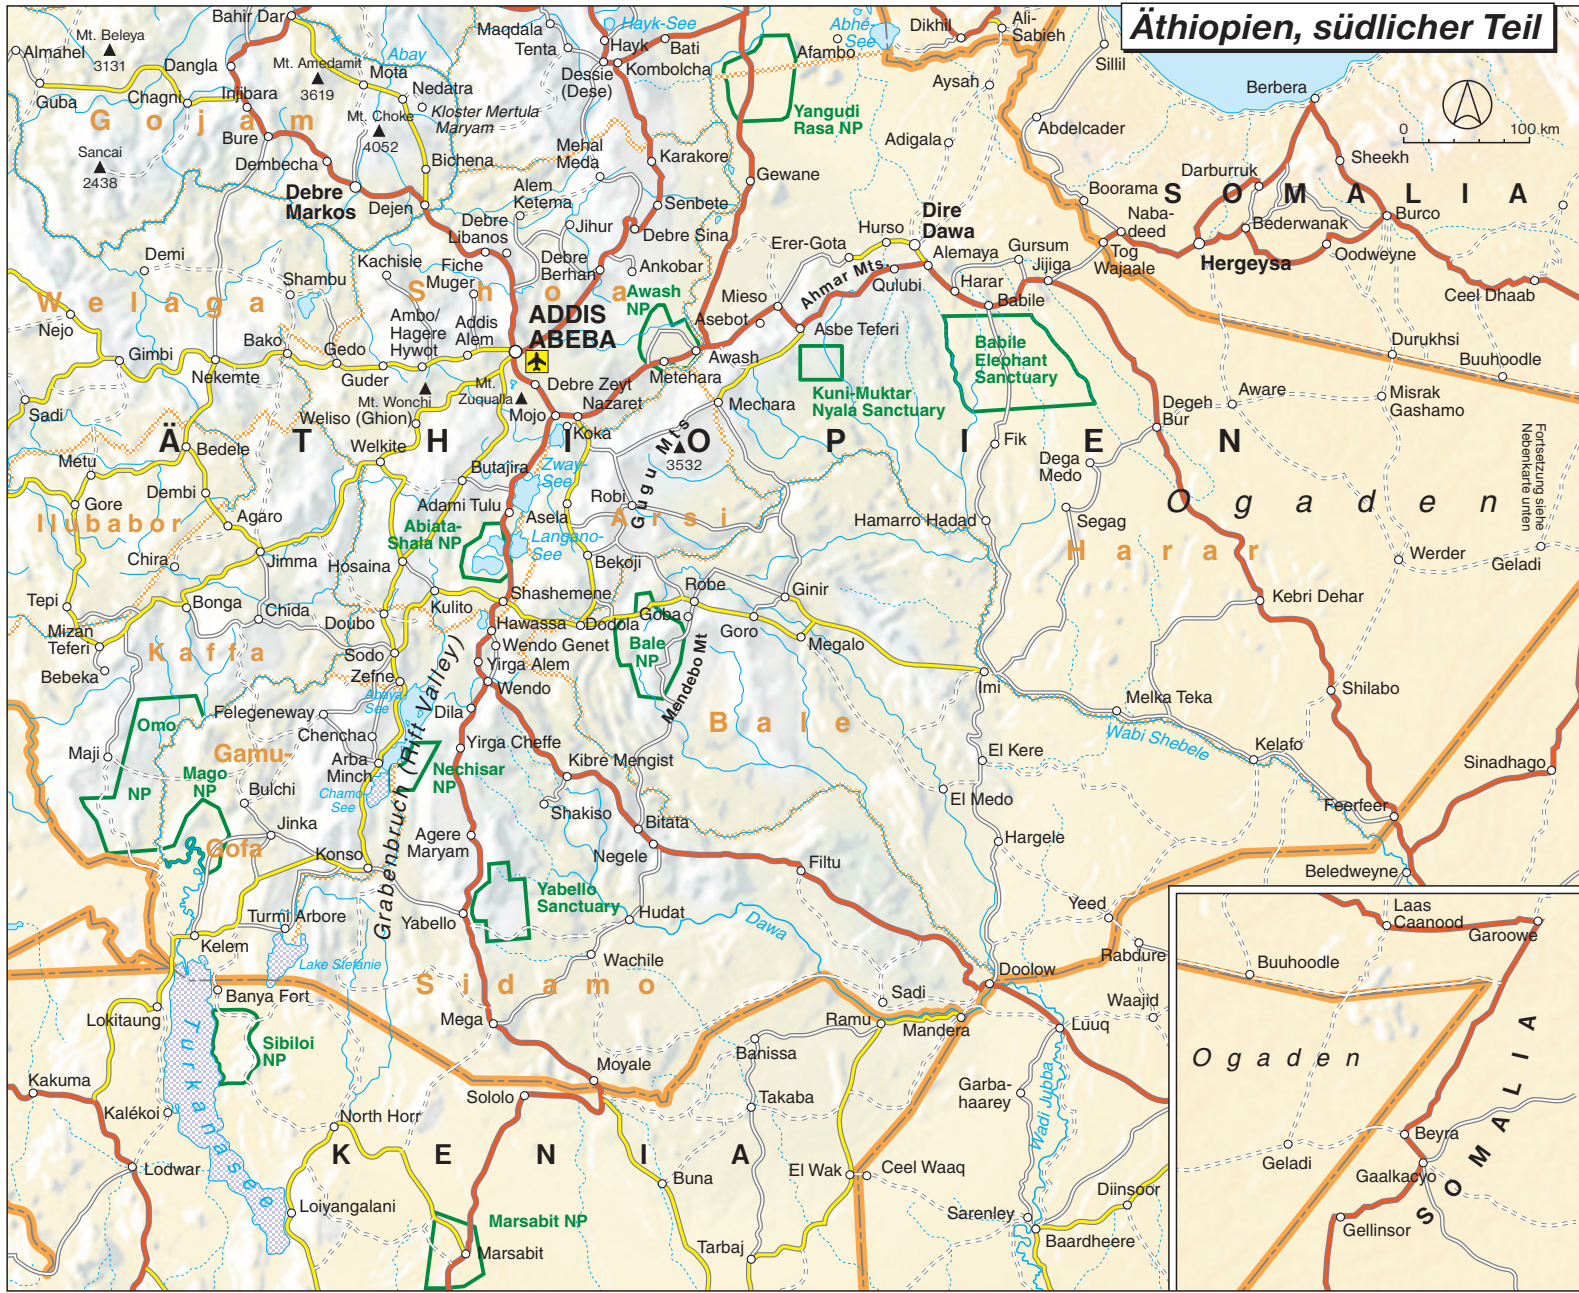 Äthiopien, südlicher Teil
Bahir Dar
Mt. Beleya
3131
Almahel
Dangla
Guba
Chagni
Injibara
Gojam
Mt. Amedamit
3619
Mota
Abay
Nedatra
Kloster Mertula
Maryam
Mt. Choke
4052
Bure
Sancai
2438
Dembecha
Bichena
Debre
Markos
Dejen
Maqdala
Tenta
Hayk-See
Hayk
Bati
Dessie
(Dese)
Kombolcha
Mehal
Meda
Karakore
Alem
Ketema
Senbete
Debre
Libanos
Jihur
Debre Sina
Debre
Berhan
Ankobar
Fiche
Kachisie
Muger
Shoa
Abhé-
See
Afambo
Dikhil
Ali-
Sabieh
Aysah
Sillil
Yangudi
Rasa NP
Adigala
Abdelcader
Gewane
Berbera
0
100 km
Sheekh
Darburruk
Boorama
SOMALIA
Naba-
deed
Bederwanak
Burco
Tog
Wajaale
Hergeysa
Oodweyne
Ceel Dhaab
Dire
Dawa
Hurso
Erer-Gota
Alemaya
Gursum
Jijiga
Ahmar Mts.
Qulubi
Harar
Babile
Mieso
Asebot
Asbe Teferi
Awash
NP
Awash
Metehara
Babile
Elephant
Sanctuary
Kuni-Muktar
Nyala Sanctuary
Durukhsi
Buuhoodle
Demi
Shambu
Welaga
Nejo
Gimbi
Bako
Gedo
Ambo/
Hagere
Hywot
Addis
Alem
ADDIS
ABEBA
Nekemte
Guder
Mt. Wonchi
Mt.
Zuqualla
Debre Zeyt
Nazaret
Mojo
Koka
Sadi
Weliso (Ghion)
Welkite
Mechara
Aware
Misrak
Gashamo
Degeh
Bur
ÄTHIOPIEN
Bedele
Metu
Gore
Dembi
Ilubabor
Agaro
Butajira
Zway-
See
Adami Tulu
3532
Gugu Mts
Robi
Arsi
Asela
Abiata-
Shala NP
Langano-
See
Bekoji
Fik
Dega
Medo
Hamarro Hadad
Segag
Ogaden
Harar
Fortsetzung siehe
Nebenkarte unten
Werder
Geladi
Chira
Jimma
Hosaina
Tepi
Bonga
Chida
Kulito
Shashemene
Robe
Ginir
Kebri Dehar
Mizan
Teferi
Doubo
Hawassa
Dodola
Goba
Goro
Kaffa
Sodo
Wendo Genet
Bale
NP
Megalo
Bebeka
Zefne
Yirga Alem
Abaya
See
Wendo
Mendebo Mt
Imi
Shilabo
Omo
NP
Felegeneway
Dila
Bale
Melka Teka
Wabi Shebele
Gamu-
Chencha
Yirga Cheffe
Maji
Mago
NP
Arba
Minch
Nechisar
NP
Kibre Mengist
El Kere
Kelafo
Sinadhago
Bulchi
Chamo
See
Grabenbruch (Rift Valley)
Shakiso
El Medo
Feerfeer
Jinka
Bitata
Gofa
Agere
Maryam
Negele
Hargele
Konso
Filtu
Beledweyne
Yabello
Sanctuary
Turmi
Arbore
Yabello
Hudat
Dawa
Yeed
Kelem
Lake Stefanie
Wachile
Rabdure
Doolow
Sidamo
Banya Fort
Sadi
Waajid
Lokitaung
Mega
Ramu
Mandera
Luuq
Turkanasee
Sibiloi
NP
Banissa
Moyale
Garba-
haarey
Wadi Jubba
Kakuma
Sololo
Takaba
Kalékoi
North Horr
KENIA
Lodwar
Buna
El Wak
Ceel Waaq
Diinsoor
Loiyangalani
Marsabit NP
Sarenley
Marsabit
Tarbaj
Baardheere
Laas
Caanood
Garoowe
Buuhoodle
Ogaden
SOMALIA
Beyra
Geladi
Gaalkacyo
Gellinsor